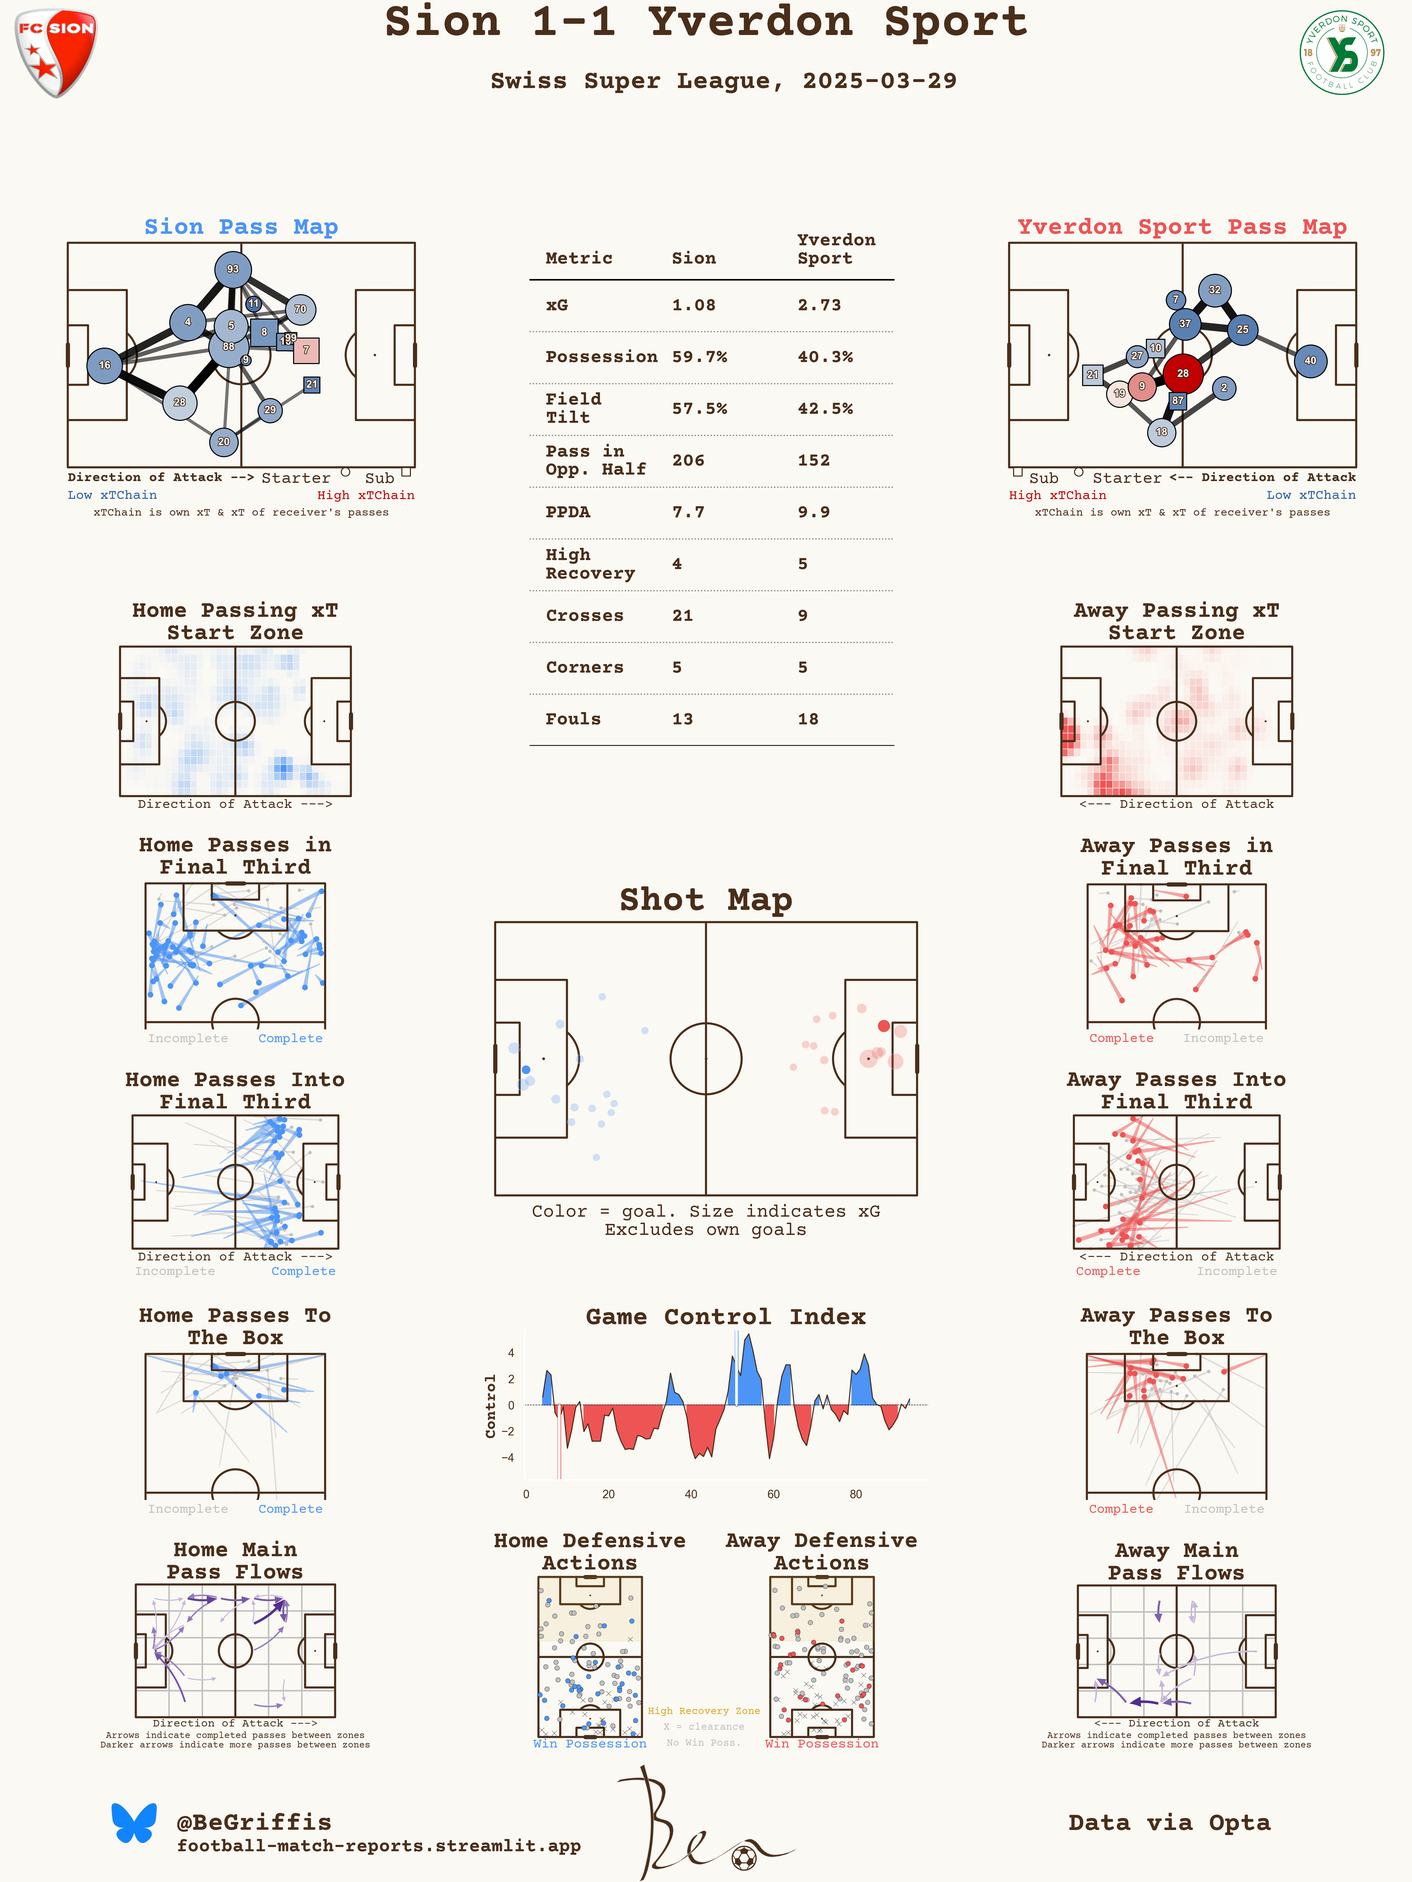 Sion 1-1 Yverdon Sport
Swiss Super League, 2025-03-29
FC SION
YVERDON SPORT
18 97
FOOTBALL CLUB
Sion Pass Map
93
11
70
4
5
8
99
88
7
16
9
21
28
29
20
Direction of Attack --> Starter Sub
Low xTChain High xTChain
xTChain is own xT & xT of receiver's passes
Metric Sion Yverdon Sport
xG 1.08 2.73
Possession 59.7% 40.3%
Field Tilt 57.5% 42.5%
Pass in Opp. Half 206 152
PPDA 7.7 9.9
High Recovery 4 5
Crosses 21 9
Corners 5 5
Fouls 13 18
Yverdon Sport Pass Map
32
7
37
25
10
27
40
21
28
9
19
2
87
18
Sub Starter <-- Direction of Attack
High xTChain Low xTChain
xTChain is own xT & xT of receiver's passes
Home Passing xT
Start Zone
Direction of Attack --->
Away Passing xT
Start Zone
<--- Direction of Attack
Home Passes in
Final Third
Incomplete Complete
Away Passes in
Final Third
Complete Incomplete
Shot Map
Color = goal. Size indicates xG
Excludes own goals
Home Passes Into
Final Third
Direction of Attack --->
Incomplete Complete
Away Passes Into
Final Third
<--- Direction of Attack
Complete Incomplete
Home Passes To
The Box
Incomplete Complete
Game Control Index
Control
4
2
0
−2
−4
0 20 40 60 80
Away Passes To
The Box
Complete Incomplete
Home Main
Pass Flows
Direction of Attack --->
Arrows indicate completed passes between zones
Darker arrows indicate more passes between zones
Home Defensive
Actions
Win Possession
Away Defensive
Actions
Win Possession
High Recovery Zone
X = clearance
No Win Poss.
Away Main
Pass Flows
<--- Direction of Attack
Arrows indicate completed passes between zones
Darker arrows indicate more passes between zones
@BeGriffis
football-match-reports.streamlit.app
Ben
Data via Opta